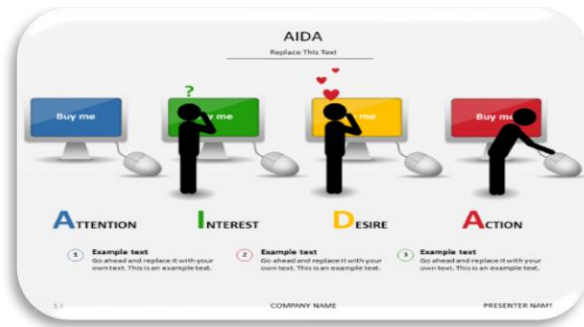 AIDA
Replace This Text
?
Buy me
Buy me
Buy me
ATTENTION
INTEREST
DESIRE
ACTION
1
Example text
Go ahead and replace it with your
own text. This is an example text.
2
Example text
Go ahead and replace it with your
own text. This is an example text.
3
Example text
Go ahead and replace it with your
own text. This is an example text.
COMPANY NAME
PRESENTER NAME